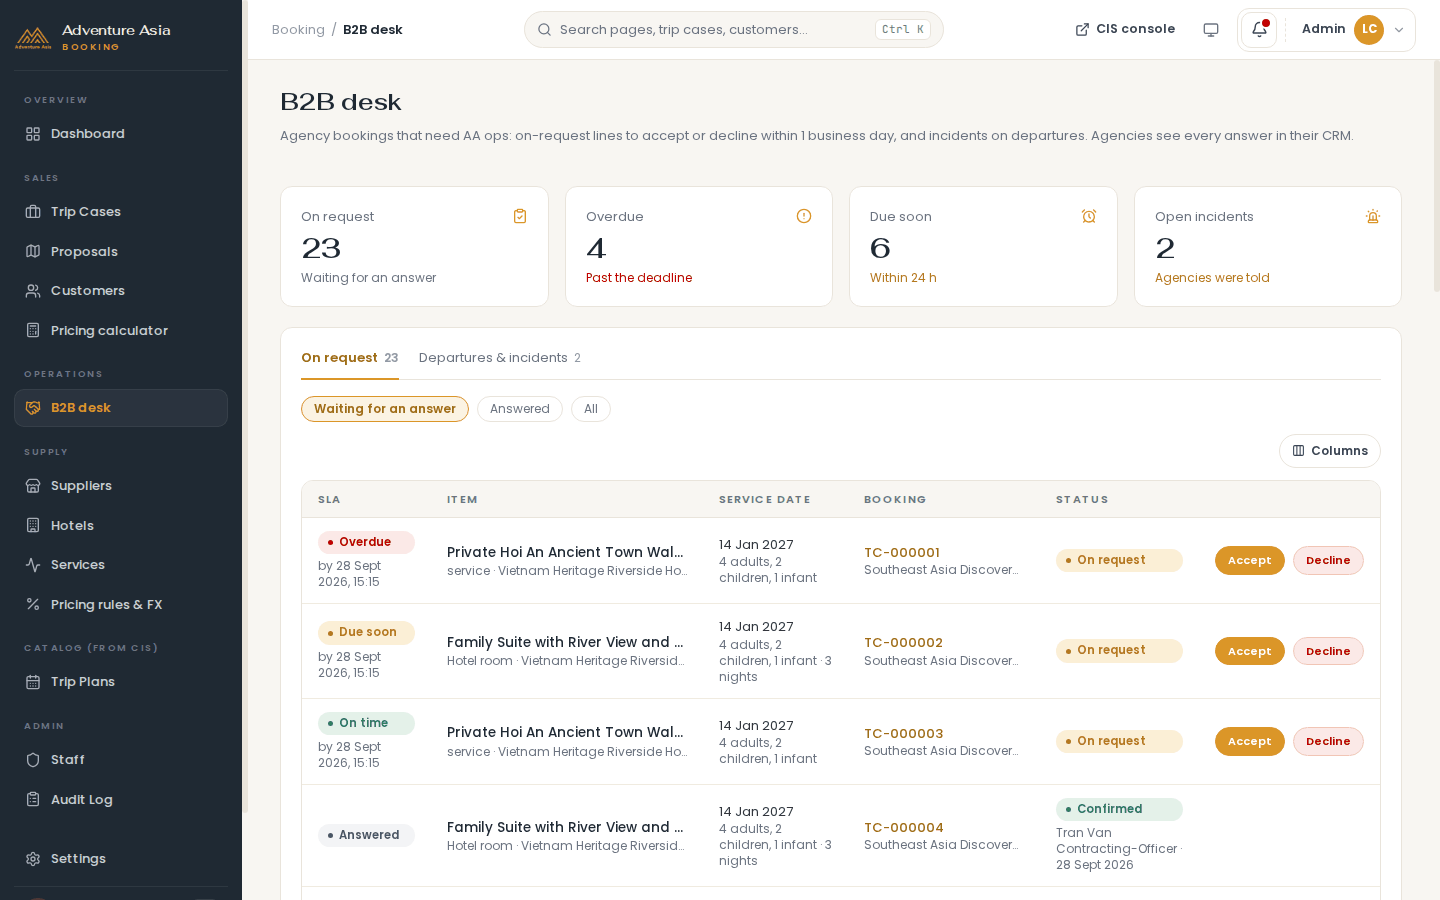 Adventure Asia
BOOKING
OVERVIEW
Dashboard
SALES
Trip Cases
Proposals
Customers
Pricing calculator
OPERATIONS
B2B desk
SUPPLY
Suppliers
Hotels
Services
Pricing rules & FX
CATALOG (FROM CIS)
Trip Plans
ADMIN
Staff
Audit Log
Settings
Booking / B2B desk
Search pages, trip cases, customers...
Ctrl K
CIS console
Admin
LC
B2B desk
Agency bookings that need AA ops: on-request lines to accept or decline within 1 business day, and incidents on departures. Agencies see every answer in their CRM.
On request
23
Waiting for an answer
Overdue
4
Past the deadline
Due soon
6
Within 24 h
Open incidents
2
Agencies were told
On request 23
Departures & incidents 2
Waiting for an answer
Answered
All
Columns
SLA ITEM SERVICE DATE BOOKING STATUS
Overdue
by 28 Sept
2026, 15:15
Private Hoi An Ancient Town Wal...
service · Vietnam Heritage Riverside Ho...
14 Jan 2027
4 adults, 2
children, 1 infant
TC-000001
Southeast Asia Discover...
On request
Accept
Decline
Due soon
by 28 Sept
2026, 15:15
Family Suite with River View and ...
Hotel room · Vietnam Heritage Riversid...
14 Jan 2027
4 adults, 2
children, 1 infant · 3
nights
TC-000002
Southeast Asia Discover...
On request
Accept
Decline
On time
by 28 Sept
2026, 15:15
Private Hoi An Ancient Town Wal...
service · Vietnam Heritage Riverside Ho...
14 Jan 2027
4 adults, 2
children, 1 infant
TC-000003
Southeast Asia Discover...
On request
Accept
Decline
Answered
Family Suite with River View and ...
Hotel room · Vietnam Heritage Riversid...
14 Jan 2027
4 adults, 2
children, 1 infant · 3
nights
TC-000004
Southeast Asia Discover...
Confirmed
Tran Van
Contracting-Officer ·
28 Sept 2026